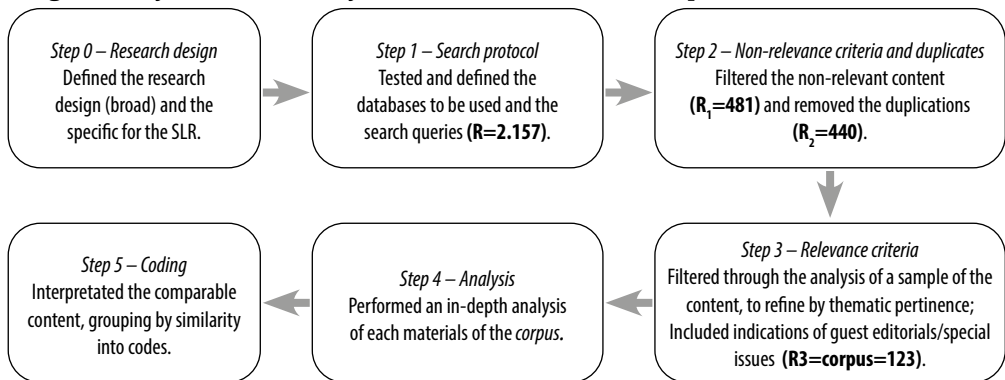 Step 0 – Research design
Defined the research
design (broad) and the
specific for the SLR.
Step 1 – Search protocol
Tested and defined the
databases to be used and the
search queries (R=2.157).
Step 2 – Non-relevance criteria and duplicates
Filtered the non-relevant content
(R₁=481) and removed the duplications
(R₂=440).
Step 3 – Relevance criteria
Filtered through the analysis of a sample of the
content, to refine by thematic pertinence;
Included indications of guest editorials/special
issues (R3=corpus=123).
Step 4 – Analysis
Performed an in-depth analysis
of each materials of the corpus.
Step 5 – Coding
Interpretated the comparable
content, grouping by similarity
into codes.